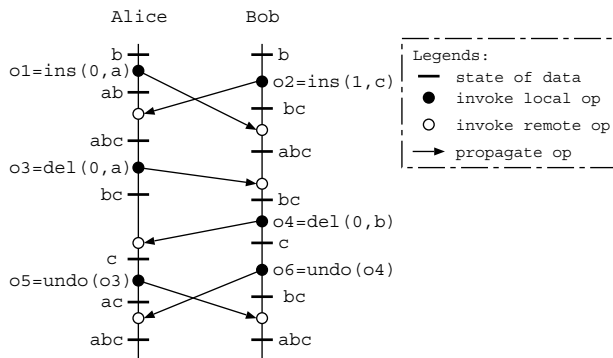 Alice Bob
b b
o1=ins(0,a)
o2=ins(1,c)
ab
bc
abc
abc
o3=del(0,a)
bc
bc
o4=del(0,b)
c
c
o6=undo(o4)
o5=undo(o3)
bc
ac
abc abc
Legends:
state of data
invoke local op
invoke remote op
propagate op